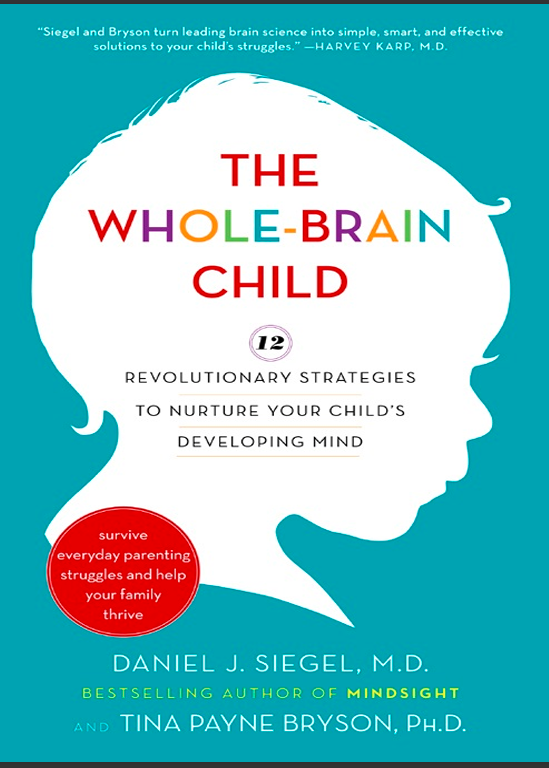 “Siegel and Bryson turn leading brain science into simple, smart, and effective
solutions to your child’s struggles.” —HARVEY KARP, M.D.
THE
WHOLE-BRAIN
CHILD
12
REVOLUTIONARY STRATEGIES
TO NURTURE YOUR CHILD’S
DEVELOPING MIND
survive
everyday parenting
struggles and help
your family
thrive
DANIEL J. SIEGEL, M.D.
BESTSELLING AUTHOR OF MINDSIGHT
AND TINA PAYNE BRYSON, PH.D.